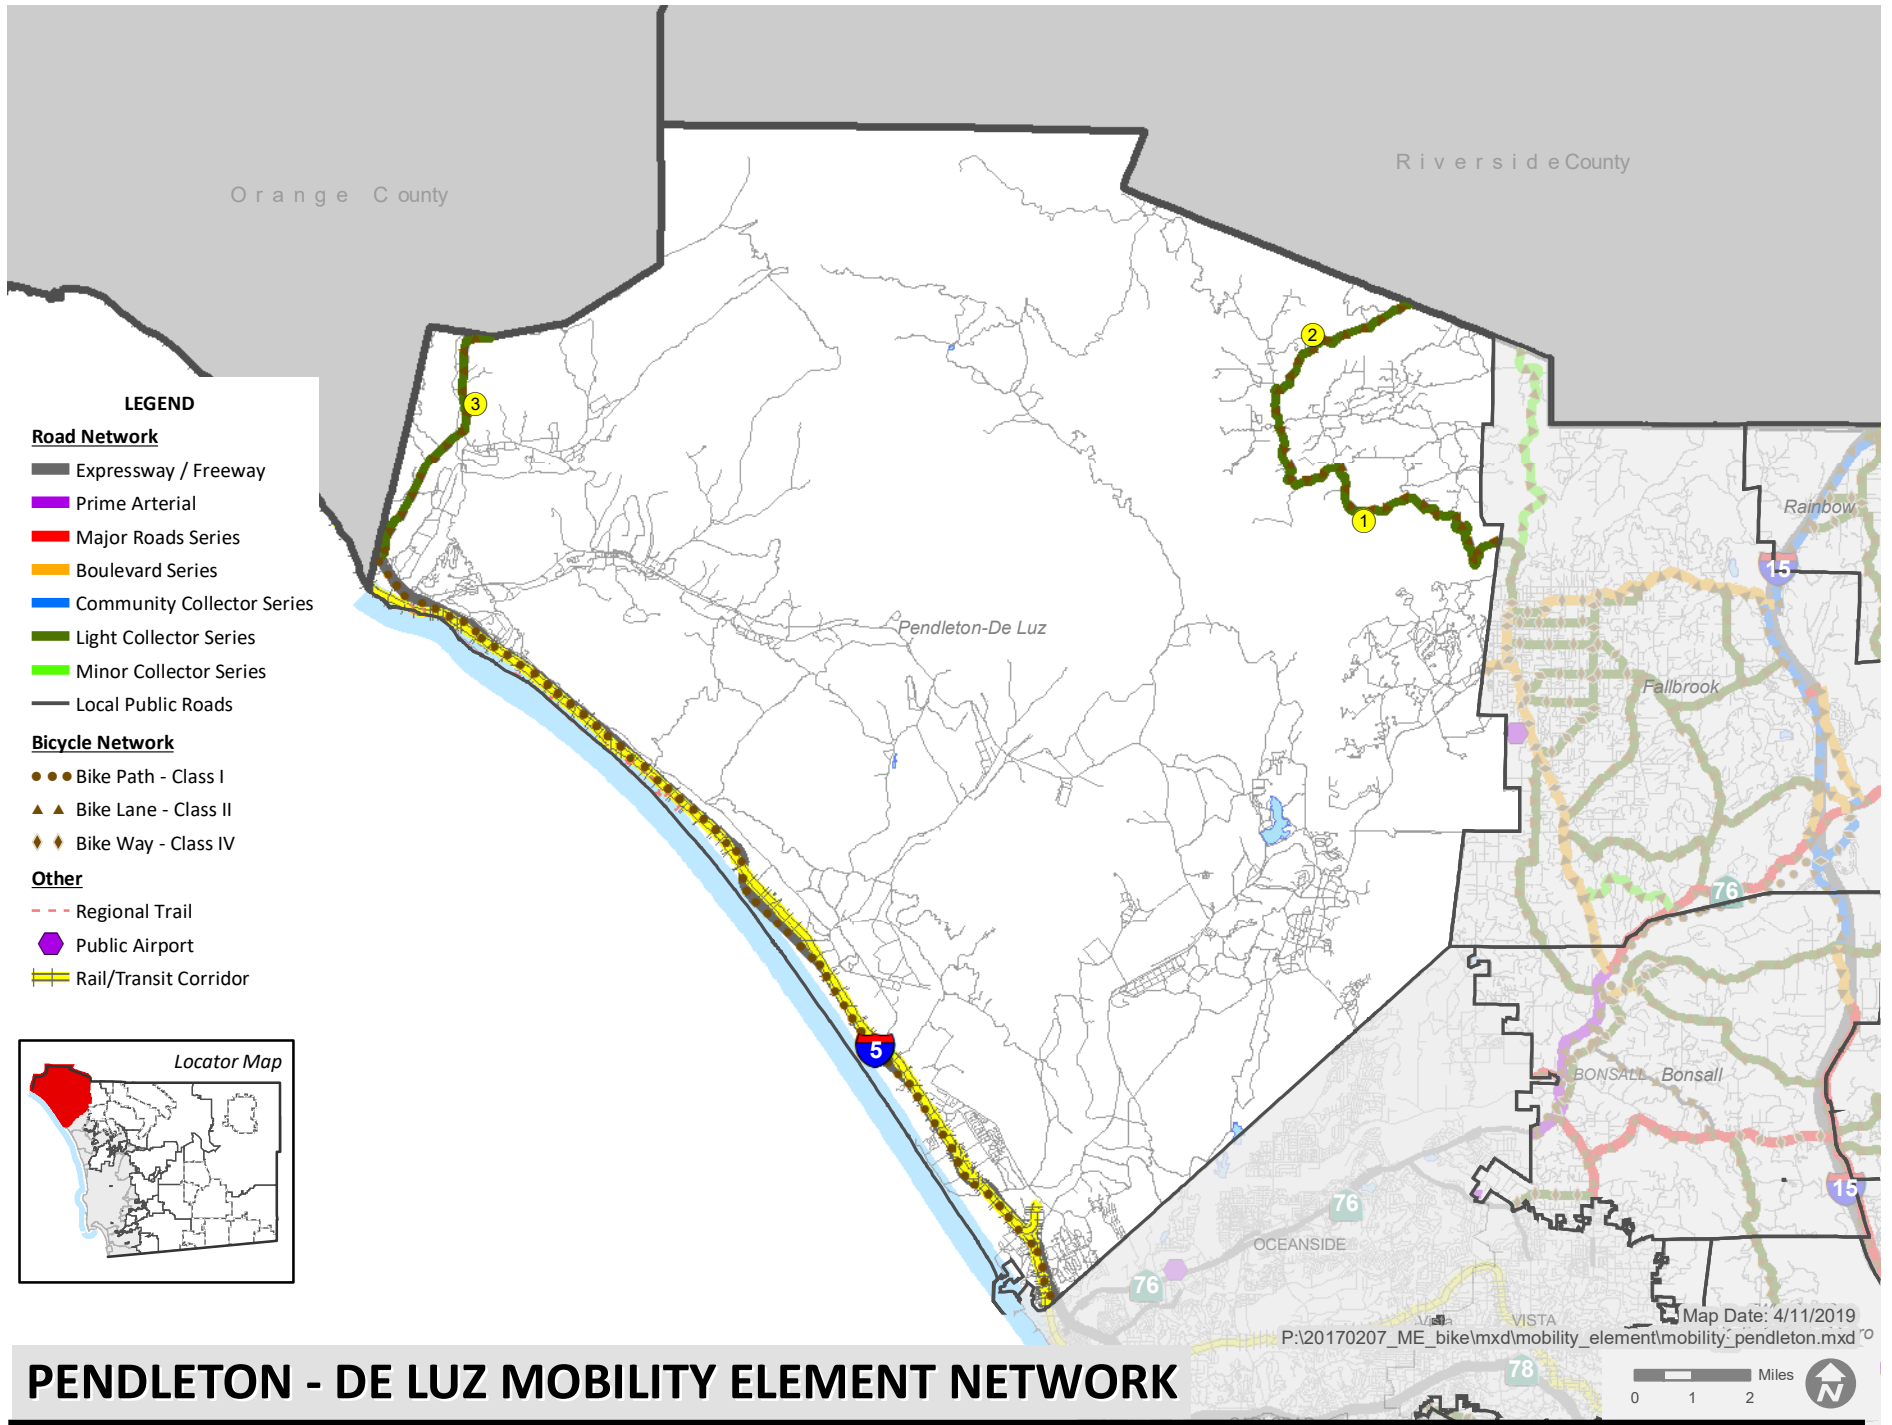 Orange County
Riverside County
2
3
1
LEGEND
Road Network
Expressway / Freeway
Prime Arterial
Major Roads Series
Boulevard Series
Community Collector Series
Light Collector Series
Minor Collector Series
Local Public Roads
Bicycle Network
Bike Path - Class I
Bike Lane - Class II
Bike Way - Class IV
Other
Regional Trail
Public Airport
Rail/Transit Corridor
Rainbow
15
Pendleton-De Luz
Fallbrook
76
5
Locator Map
BONSALL
Bonsall
15
76
OCEANSIDE
76
Vista
VISTA
Map Date: 4/11/2019
P:\20170207_ME_bike\mxd\mobility_element\mobility_pendleton.mxd
78
PENDLETON - DE LUZ MOBILITY ELEMENT NETWORK
Miles
0 1 2
N